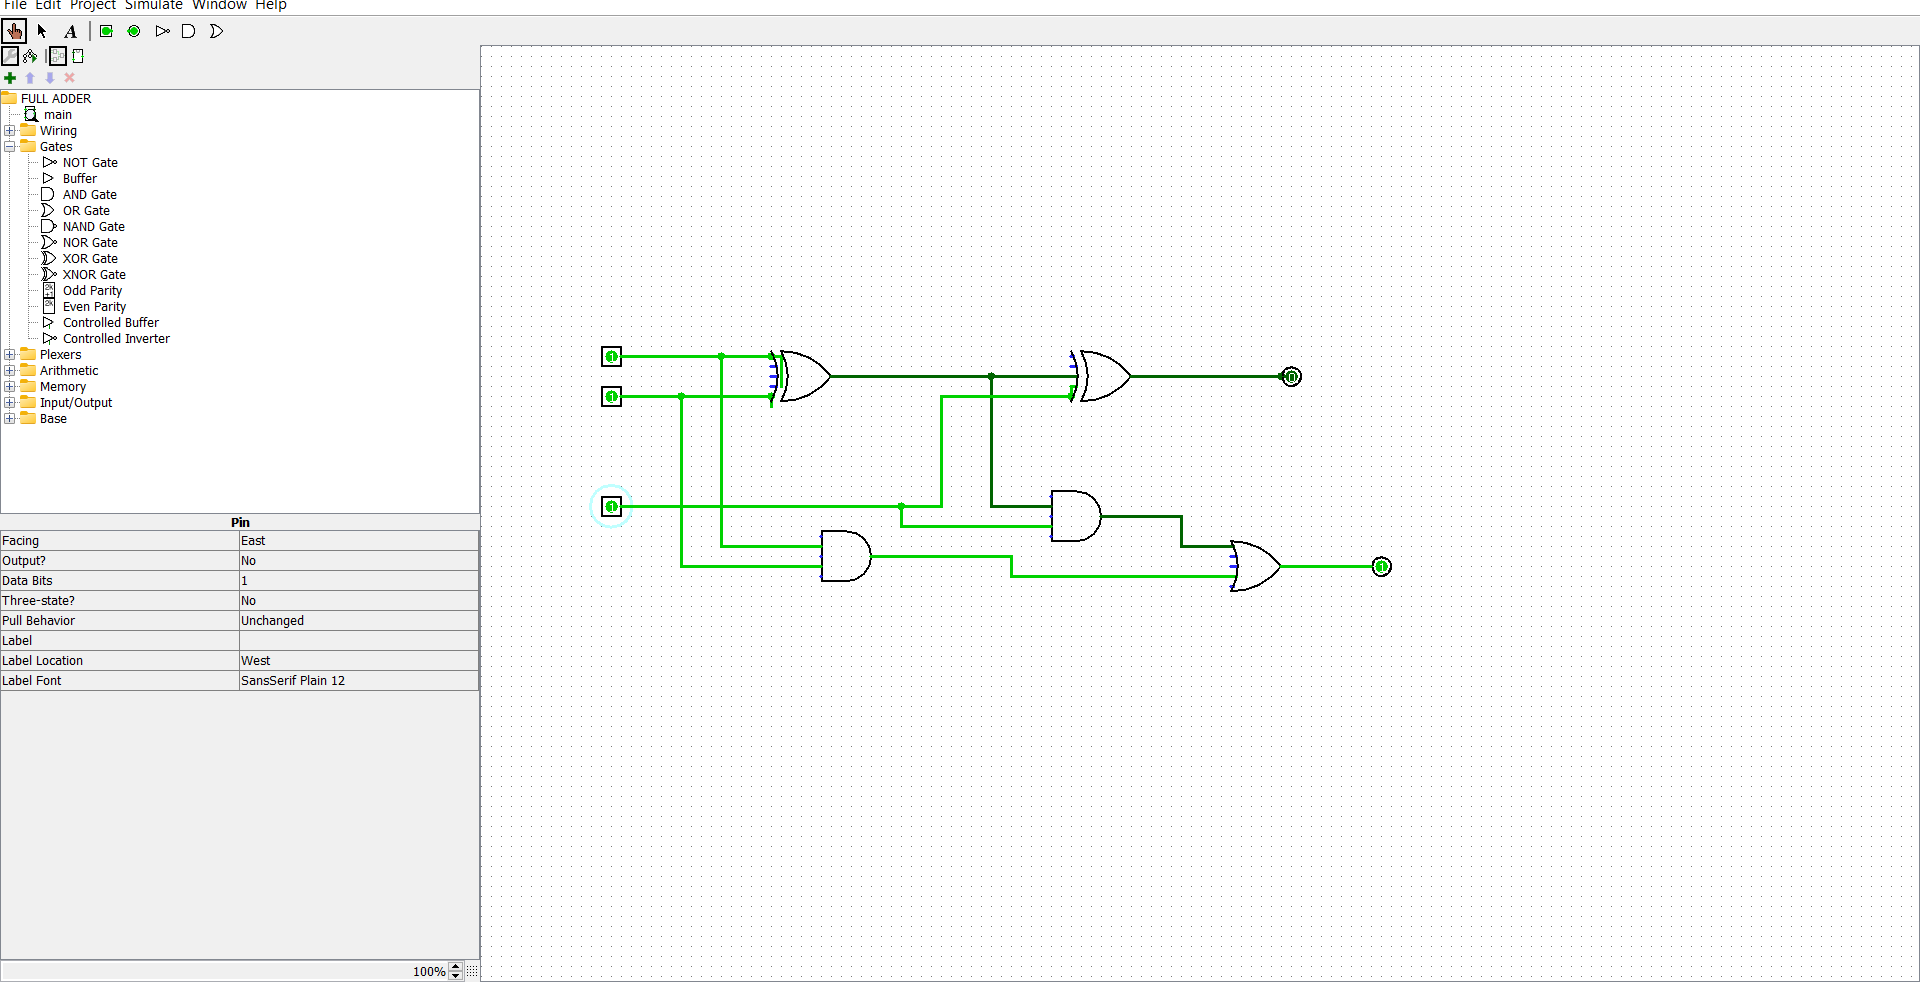 File Edit Project Simulate Window Help
A
FULL ADDER
main
Wiring
Gates
NOT Gate
Buffer
AND Gate
OR Gate
NAND Gate
NOR Gate
XOR Gate
XNOR Gate
Odd Parity
Even Parity
Controlled Buffer
Controlled Inverter
Plexers
Arithmetic
Memory
Input/Output
Base
Pin
Facing East
Output? No
Data Bits 1
Three-state? No
Pull Behavior Unchanged
Label
Label Location West
Label Font SansSerif Plain 12
100%
1
0
1
1
1